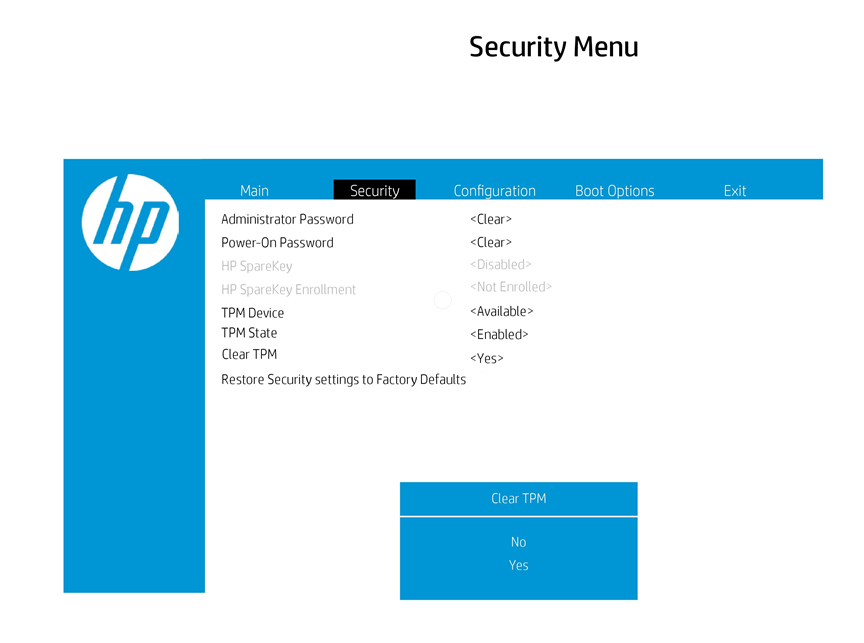 Security Menu
hp
Main Security Configuration Boot Options Exit
Administrator Password <Clear>
Power-On Password <Clear>
HP SpareKey <Disabled>
HP SpareKey Enrollment <Not Enrolled>
TPM Device <Available>
TPM State <Enabled>
Clear TPM <Yes>
Restore Security settings to Factory Defaults
Clear TPM
No
Yes